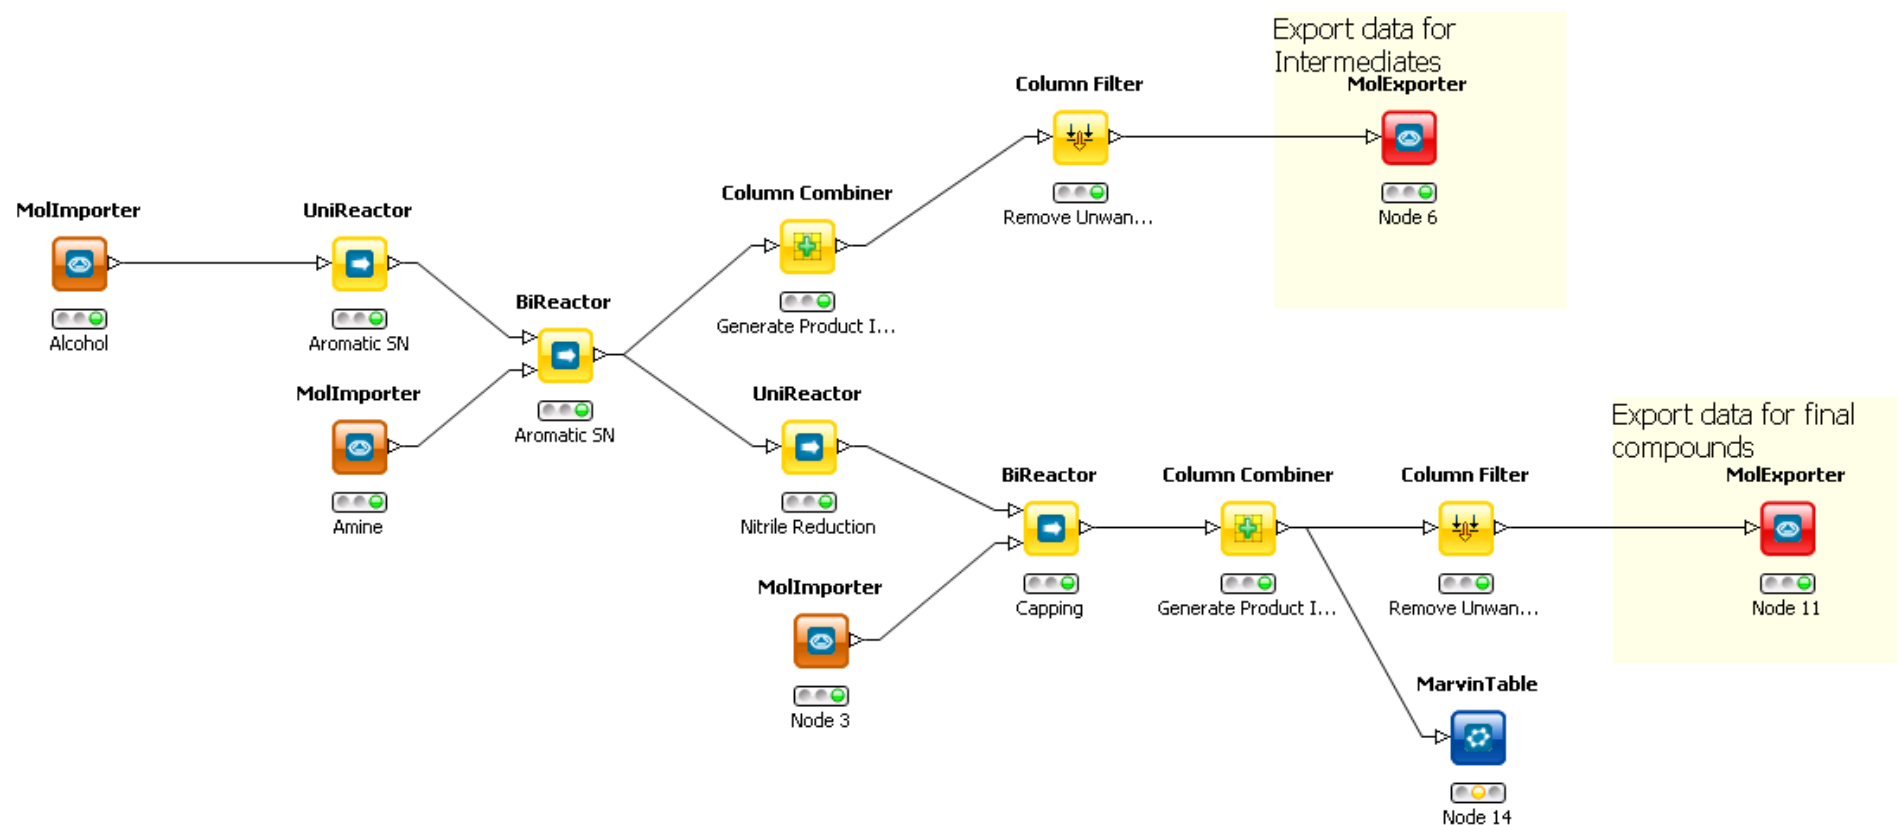 Export data for
Intermediates
Column Filter
MolExporter
Remove Unwan...
Node 6
Column Combiner
Generate Product I...
MolImporter
Alcohol
UniReactor
Aromatic SN
BiReactor
Aromatic SN
MolImporter
Amine
UniReactor
Nitrile Reduction
Export data for final
compounds
BiReactor
Capping
Column Combiner
Generate Product I...
Column Filter
Remove Unwan...
MolExporter
Node 11
MolImporter
Node 3
MarvinTable
Node 14